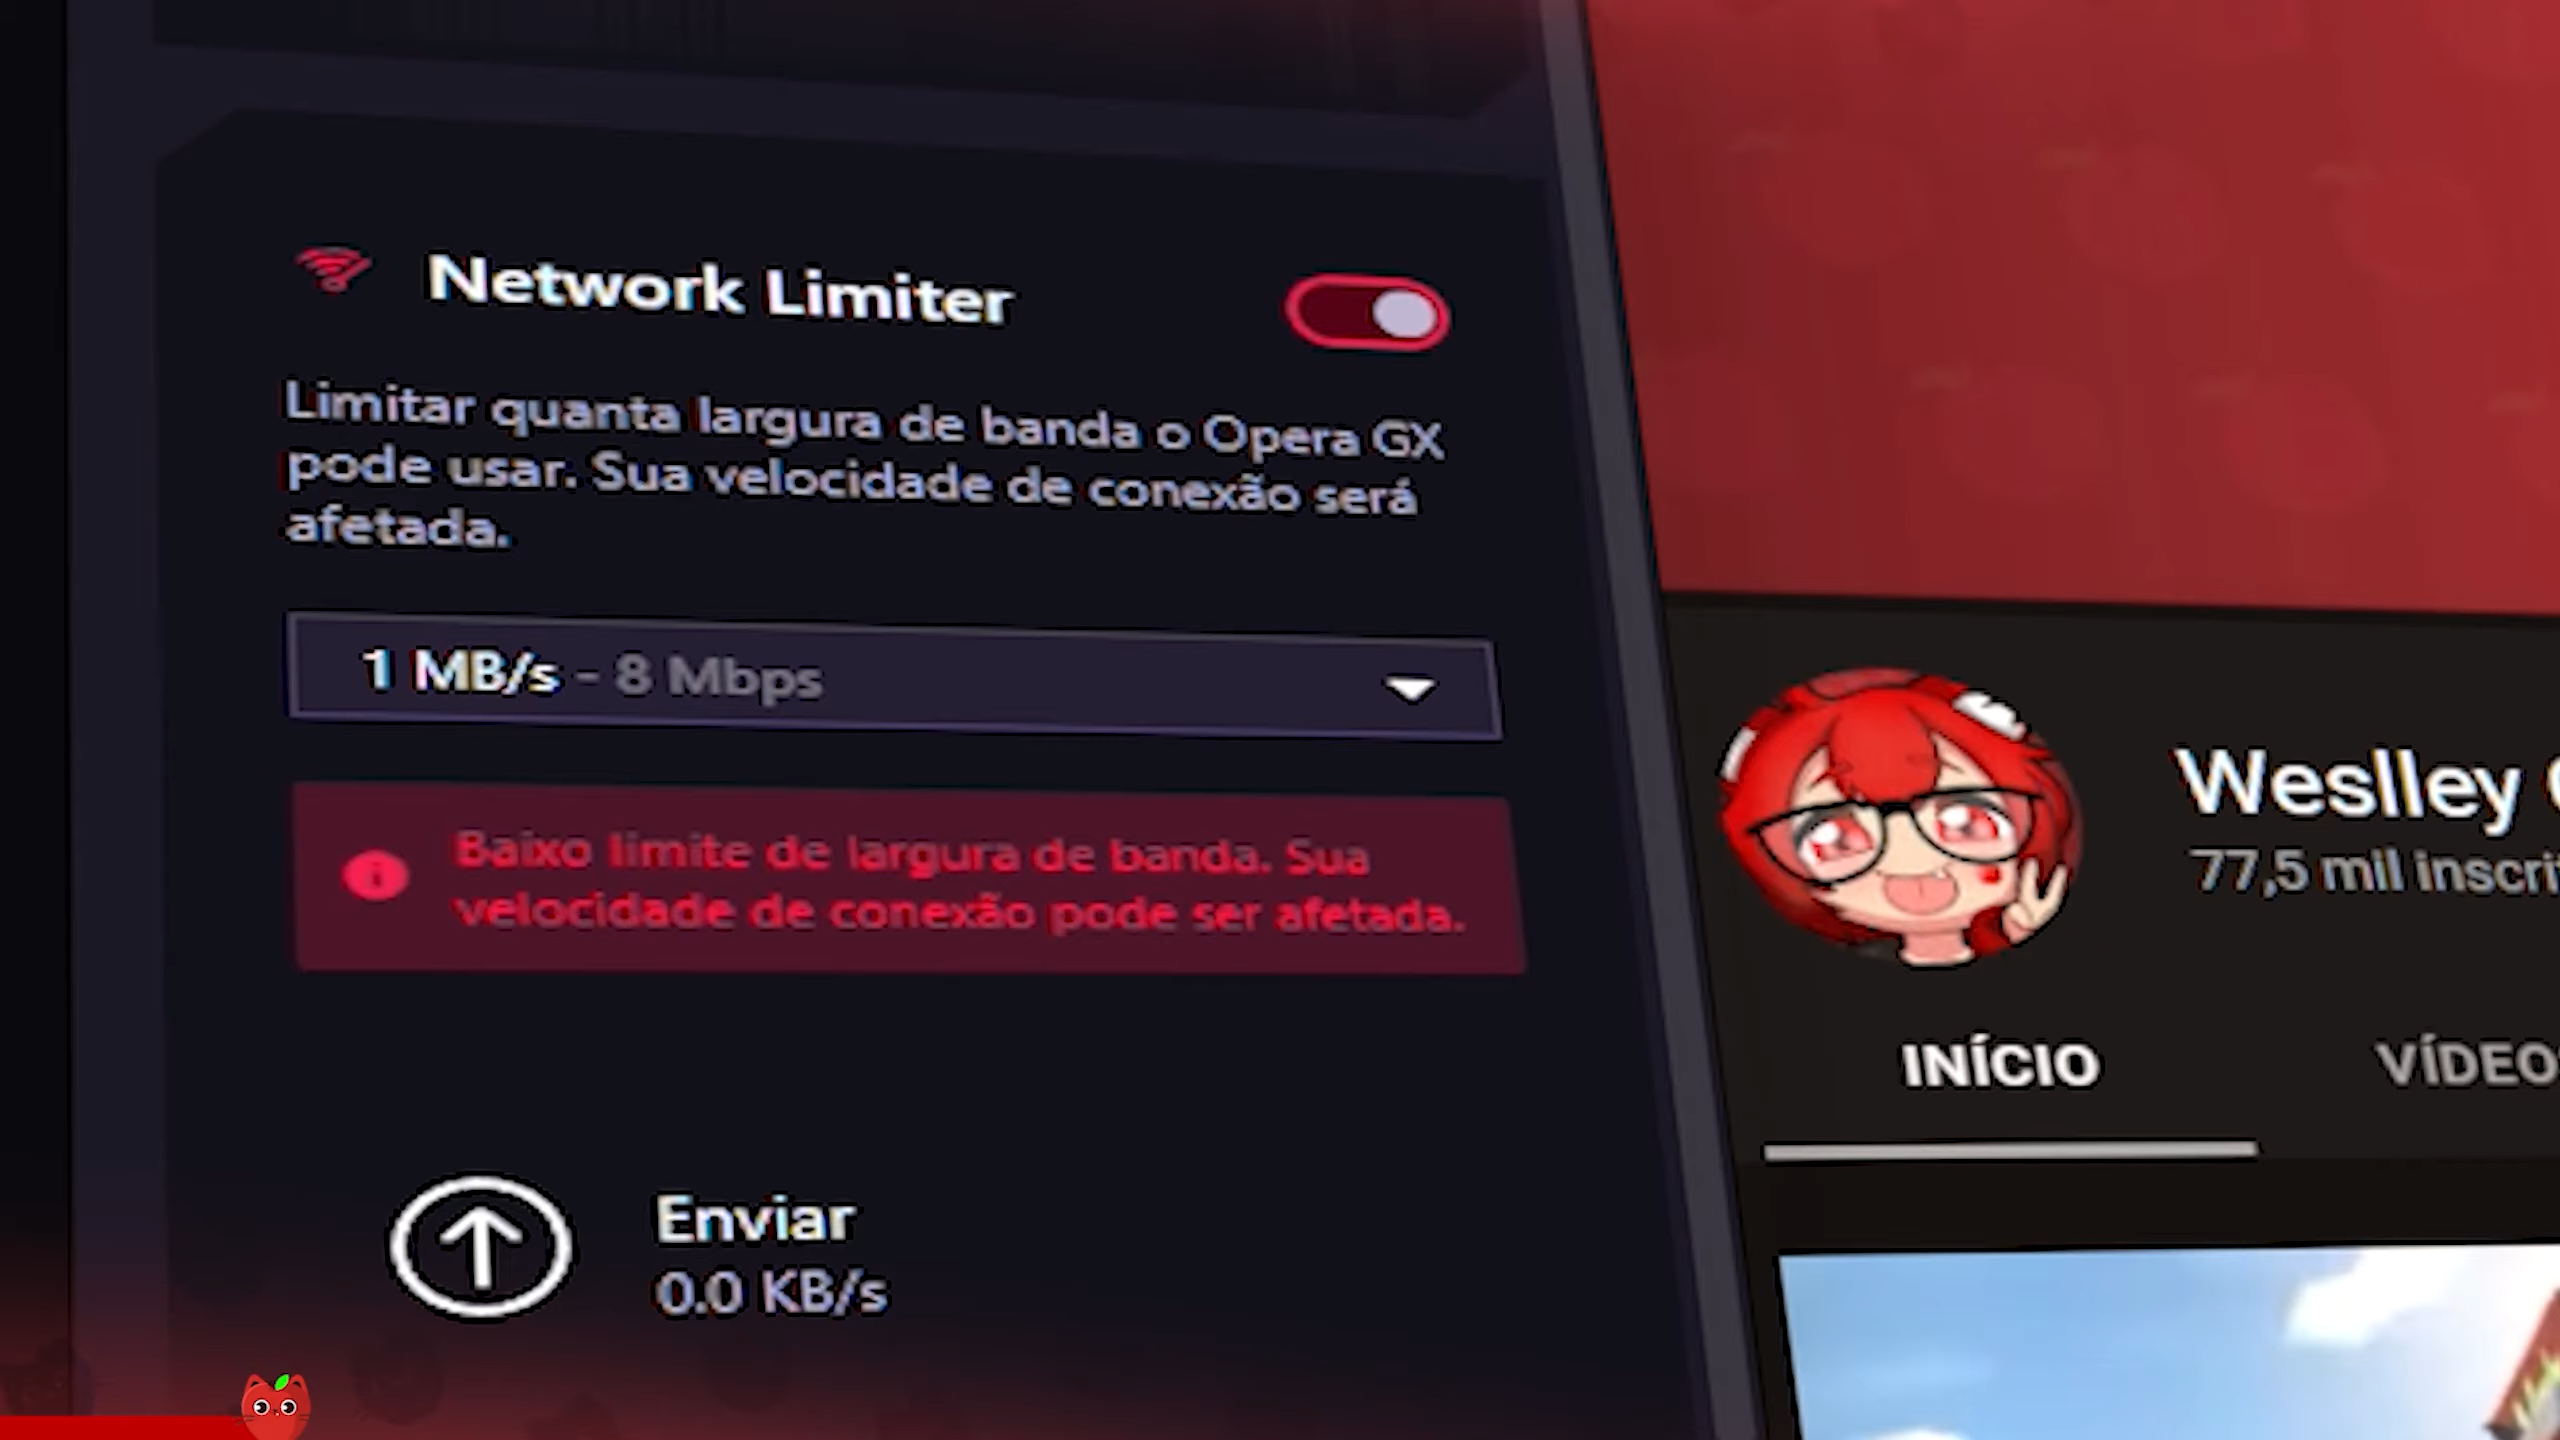 Network Limiter
Limitar quanta largura de banda o Opera GX
pode usar. Sua velocidade de conexão será
afetada.
1 MB/s - 8 Mbps
Baixo limite de largura de banda. Sua
velocidade de conexão pode ser afetada.
Enviar
0.0 KB/s
Weslley
77,5 mil inscri
INÍCIO
VÍDEO